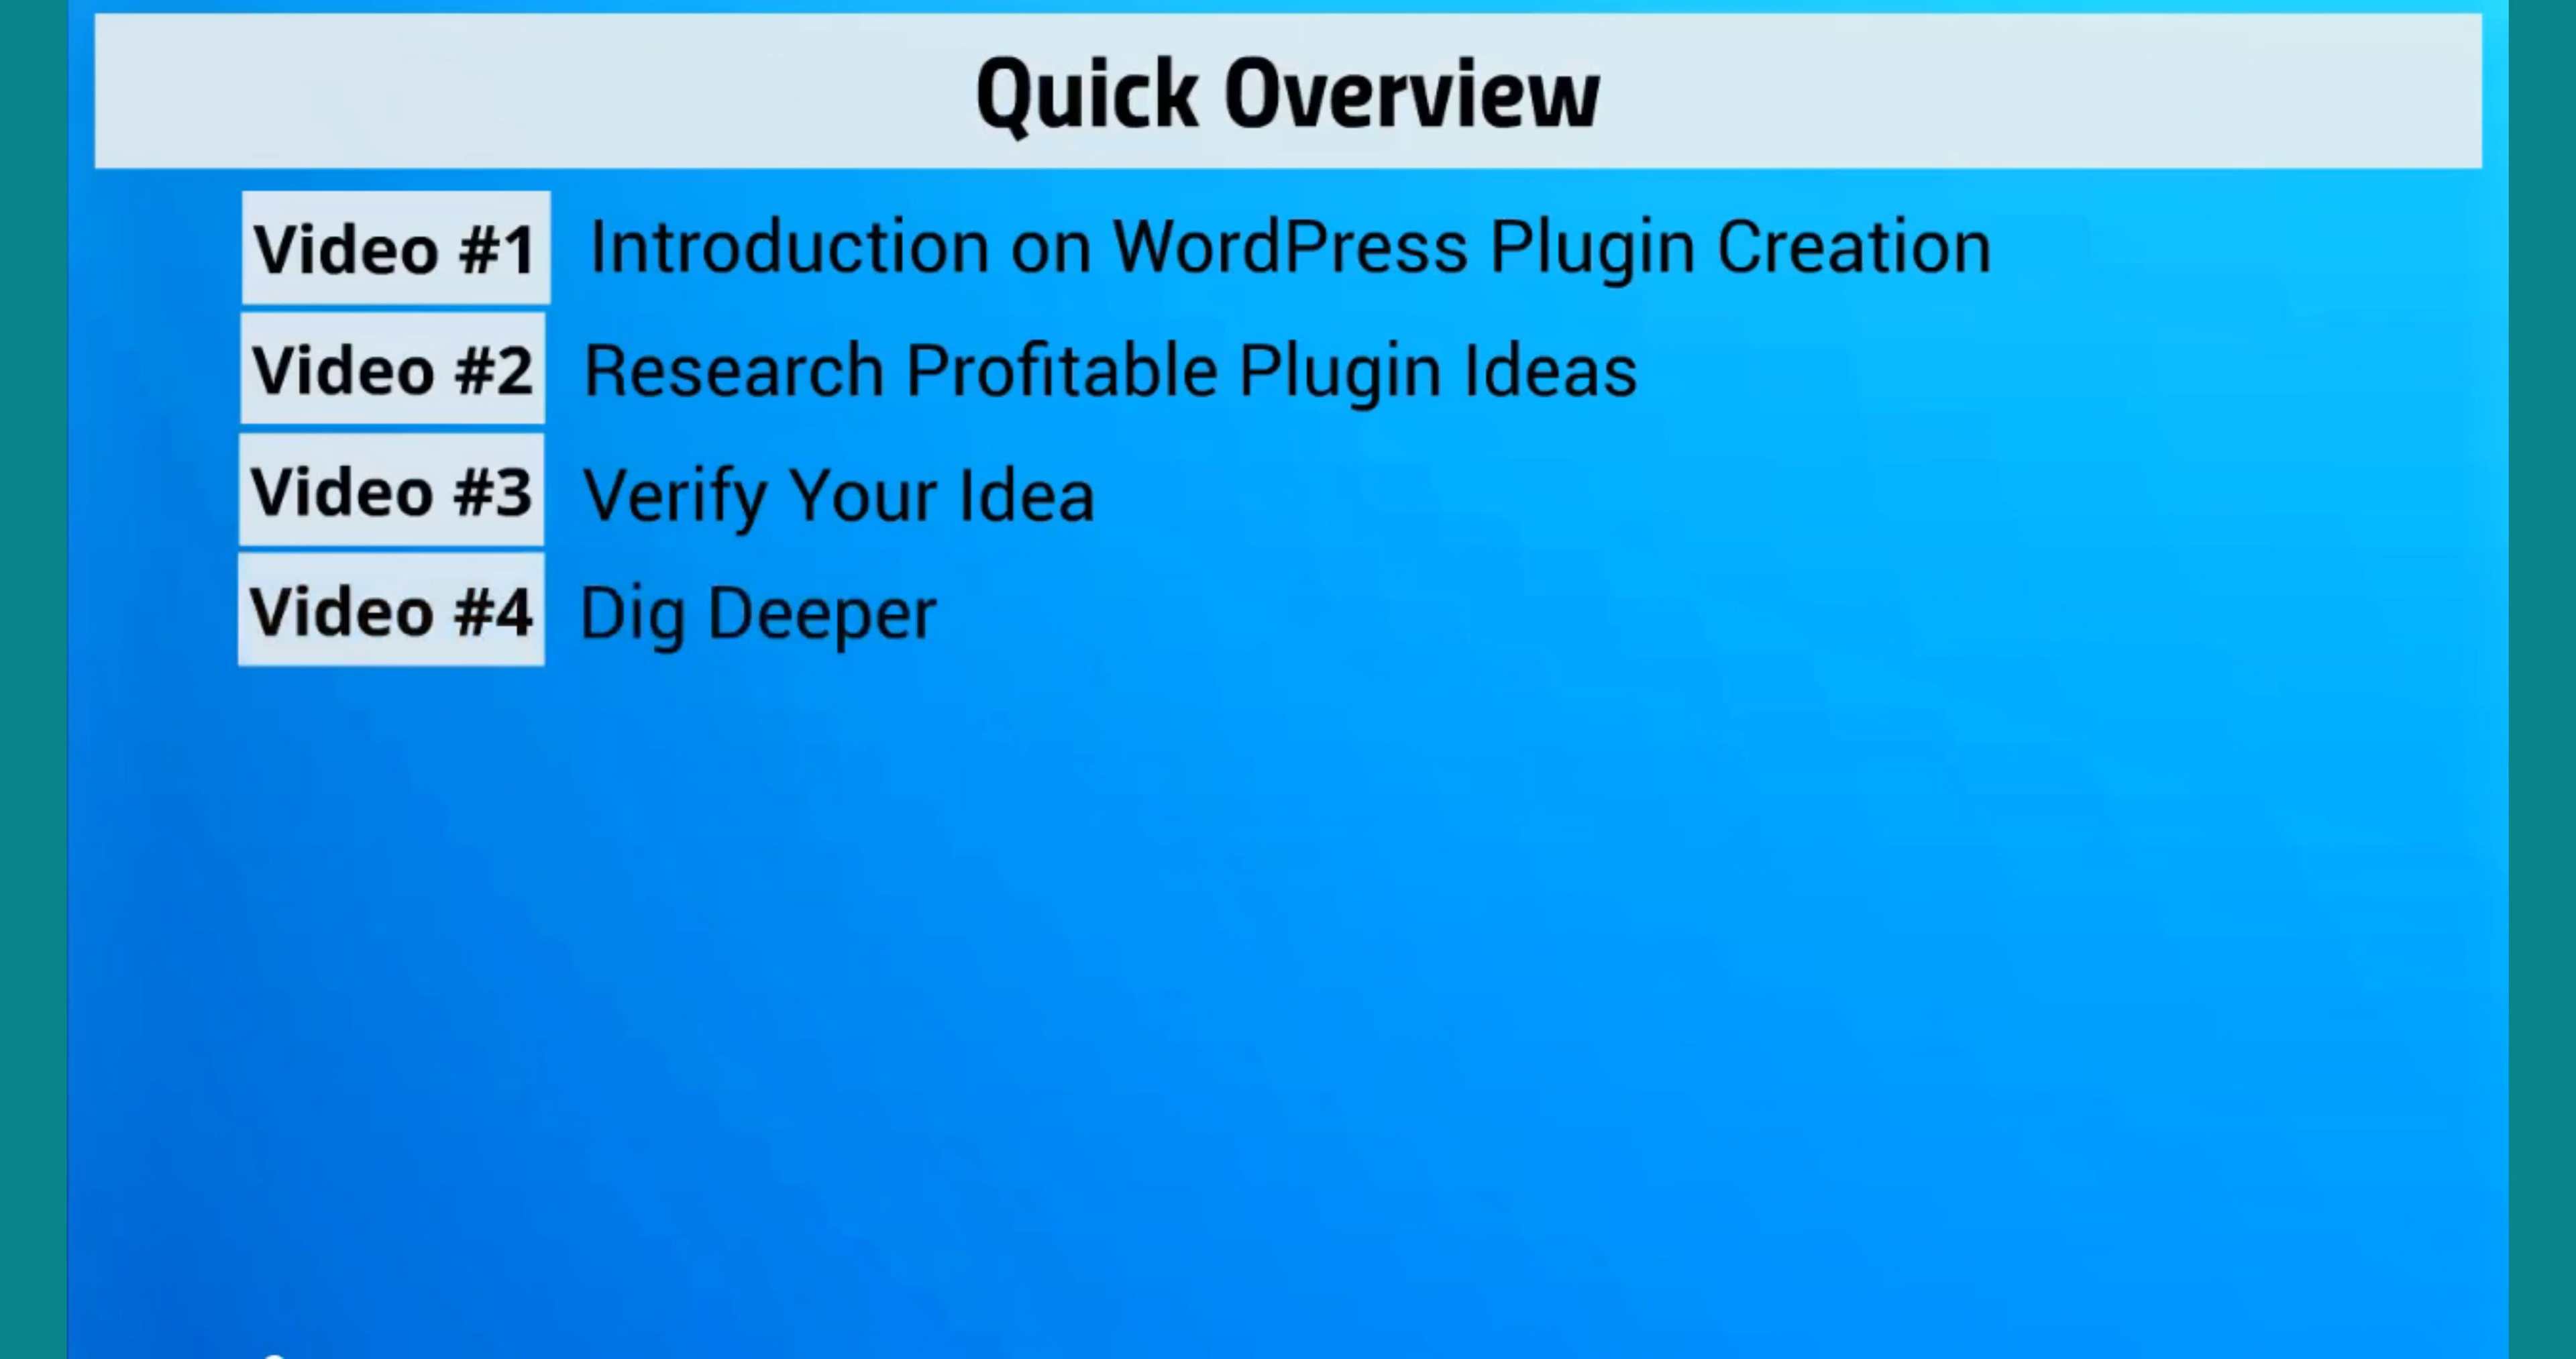 Quick Overview
Video #1 Introduction on WordPress Plugin Creation
Video #2 Research Profitable Plugin Ideas
Video #3 Verify Your Idea
Video #4 Dig Deeper